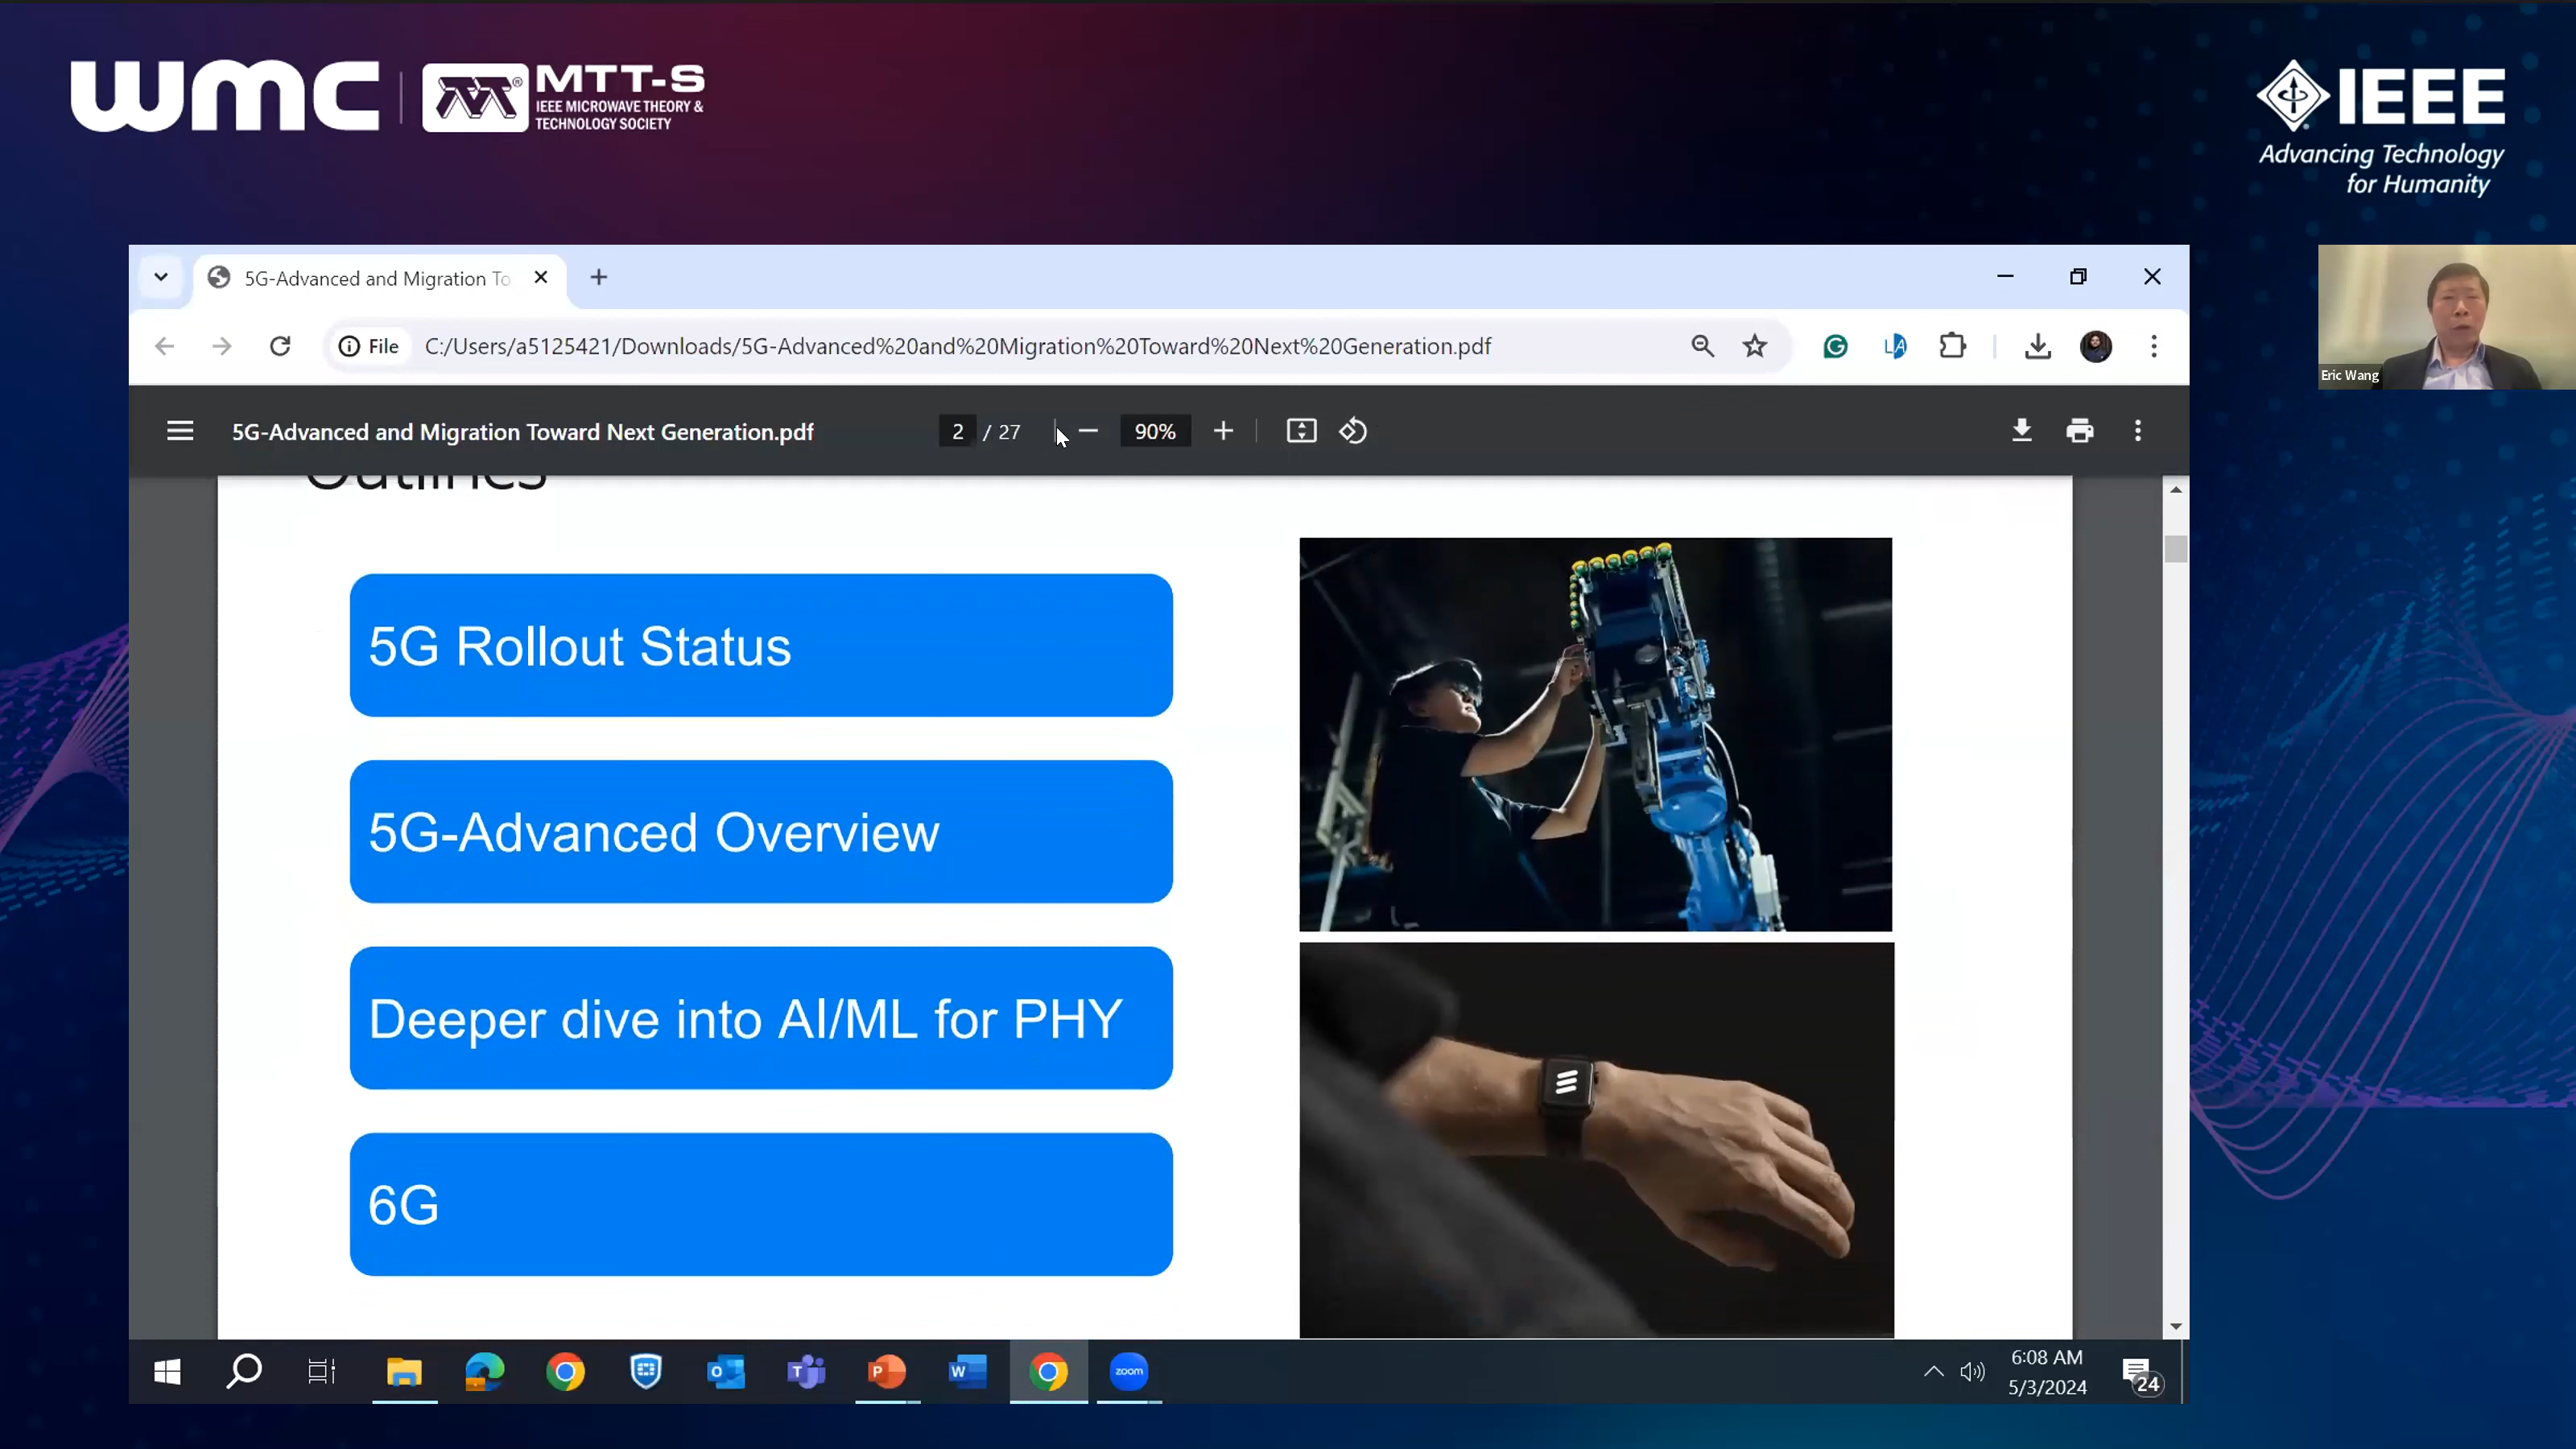 wmc
MTT-S
IEEE MICROWAVE THEORY &
TECHNOLOGY SOCIETY
IEEE
Advancing Technology
for Humanity
5G-Advanced and Migration To
File
C:/Users/a5125421/Downloads/5G-Advanced%20and%20Migration%20Toward%20Next%20Generation.pdf
Eric Wang
5G-Advanced and Migration Toward Next Generation.pdf
2 / 27
90%
Outlines
5G Rollout Status
5G-Advanced Overview
Deeper dive into AI/ML for PHY
6G
zoom
6:08 AM
5/3/2024
24